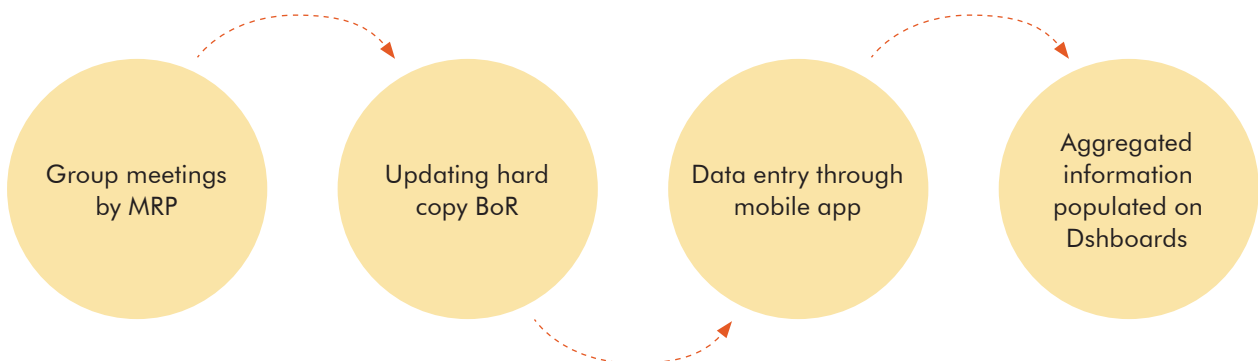 Group meetings
by MRP
Updating hard
copy BoR
Data entry through
mobile app
Aggregated
information
populated on
Dshboards